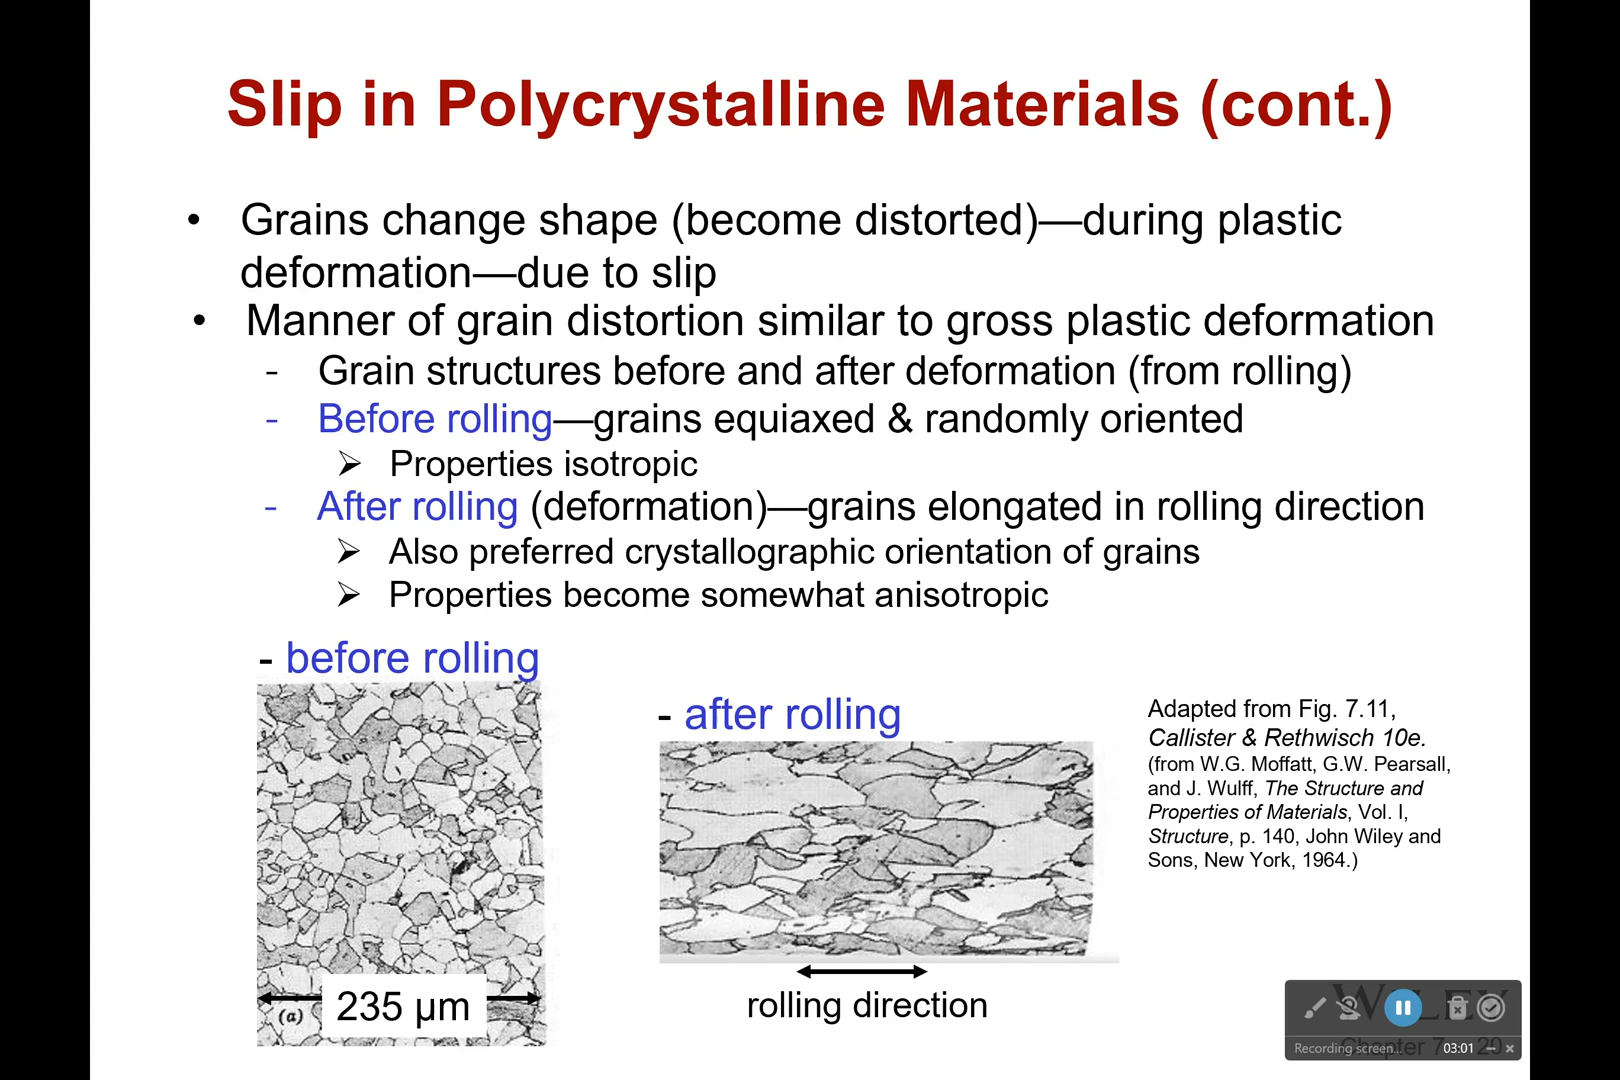 Slip in Polycrystalline Materials (cont.)
• Grains change shape (become distorted)—during plastic
deformation—due to slip
• Manner of grain distortion similar to gross plastic deformation
- Grain structures before and after deformation (from rolling)
- Before rolling—grains equiaxed & randomly oriented
➢ Properties isotropic
- After rolling (deformation)—grains elongated in rolling direction
➢ Also preferred crystallographic orientation of grains
➢ Properties become somewhat anisotropic
- before rolling
- after rolling
Adapted from Fig. 7.11,
Callister & Rethwisch 10e.
(from W.G. Moffatt, G.W. Pearsall,
and J. Wulff, The Structure and
Properties of Materials, Vol. I,
Structure, p. 140, John Wiley and
Sons, New York, 1964.)
(a)
235 μm
rolling direction
WILEY
Recording screen...
03:01
Chapter 7
20